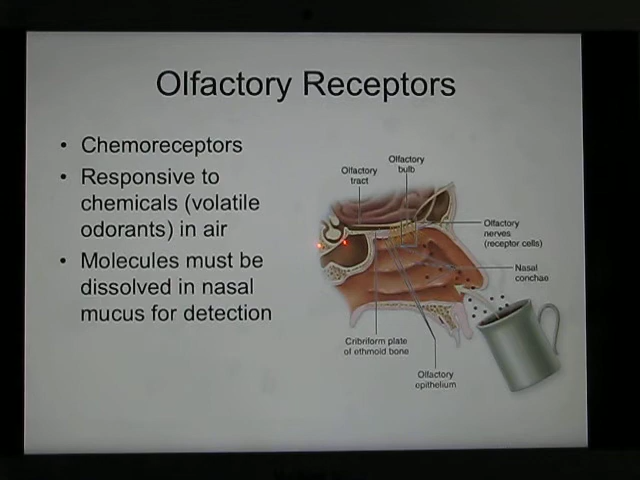 Olfactory Receptors
• Chemoreceptors
• Responsive to
chemicals (volatile
odorants) in air
• Molecules must be
dissolved in nasal
mucus for detection
Olfactory
tract
Olfactory
bulb
Olfactory
nerves
(receptor cells)
Nasal
conchae
Cribriform plate
of ethmoid bone
Olfactory
epithelium